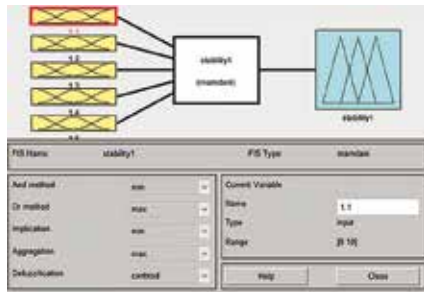 1.1
1.2
1.3
1.4
1.5
stability1
(mamdani)
stability1
FIS Name: stability1 FIS Type mamdani
And method min
Or method max
Implication min
Aggregation max
Defuzzification centroid
Current Variable
Name 1.1
Type input
Range [0 10]
Help Close